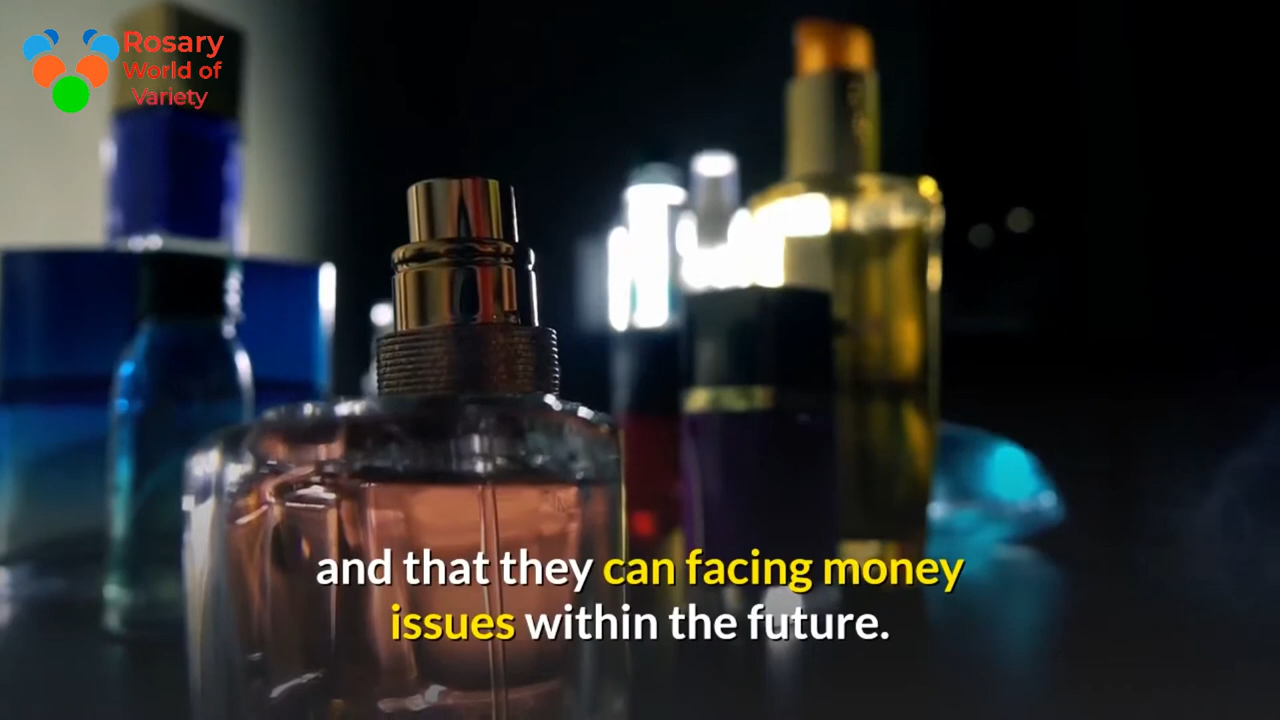 Rosary
World of
Variety
and that they can facing money
issues within the future.